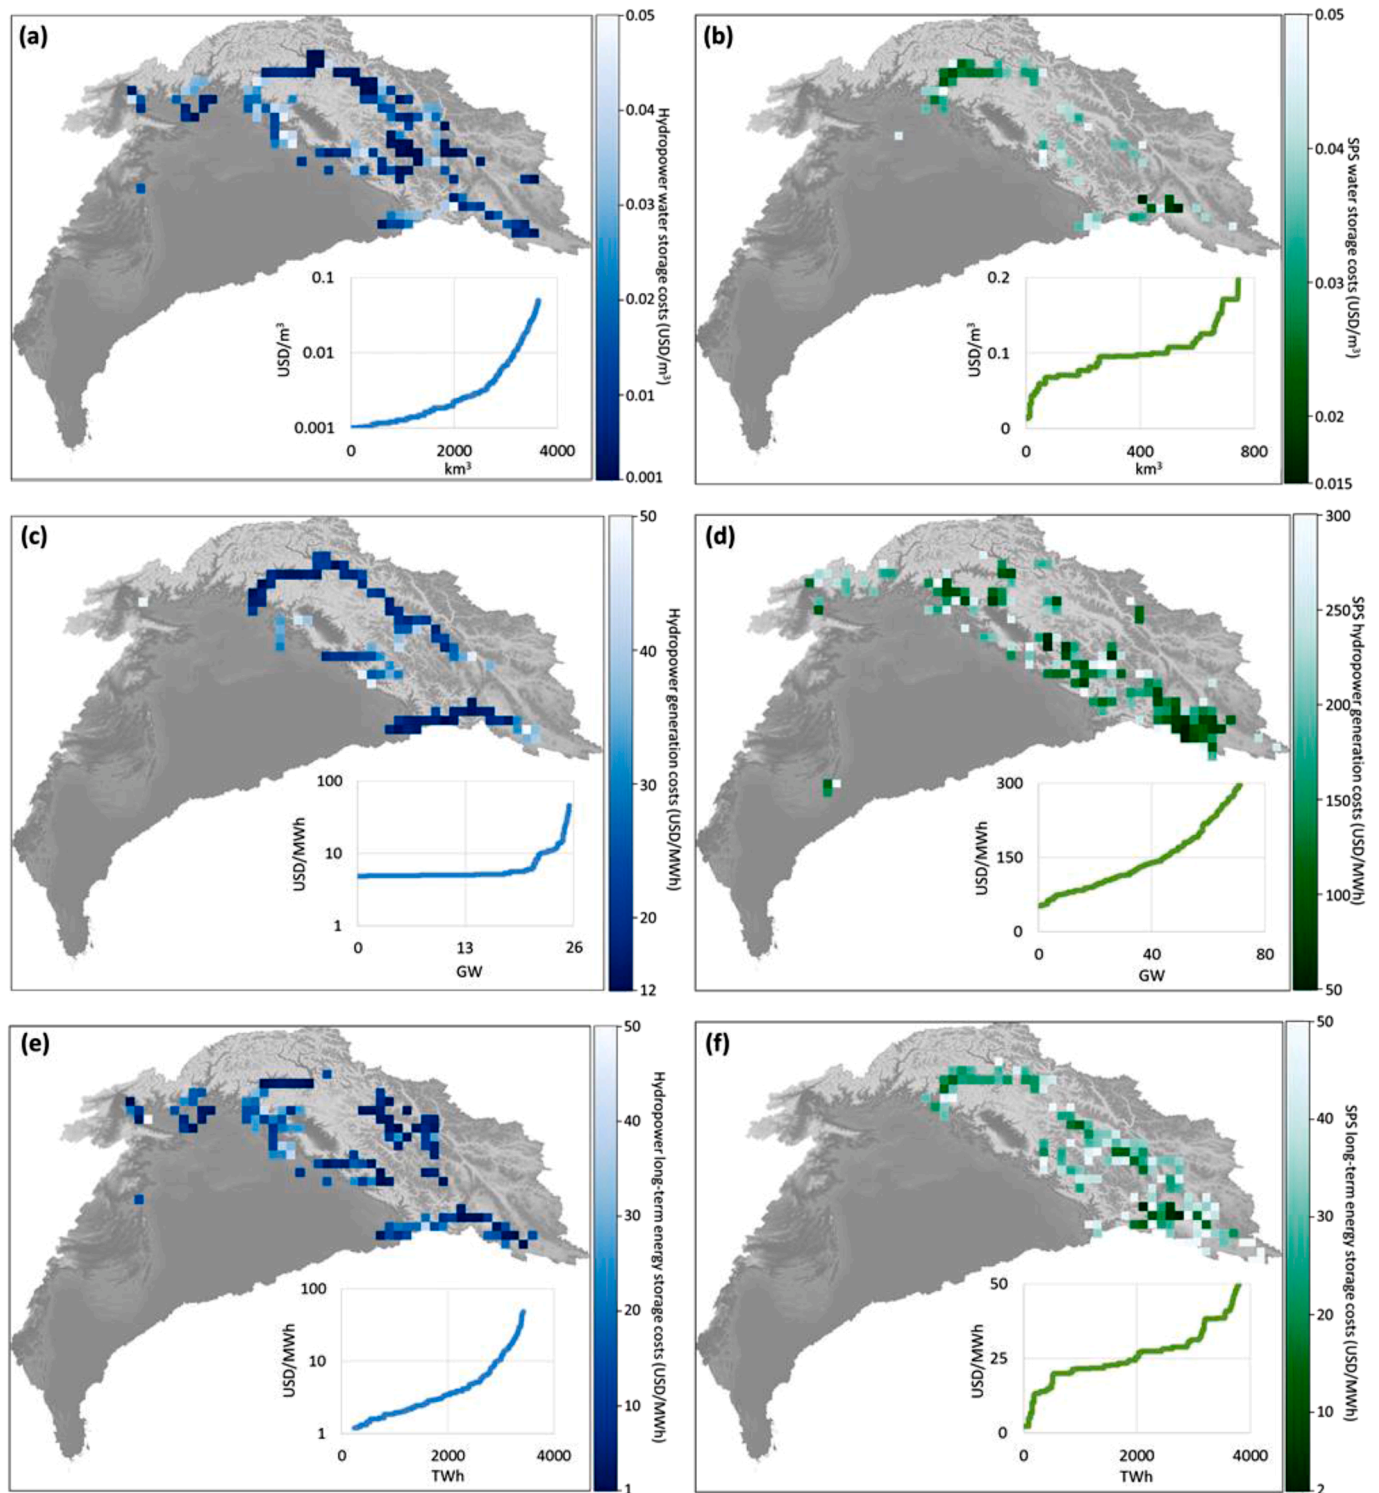 (a)
0.05
0.04
0.03
0.02
0.01
0.001
Hydropower water storage costs (USD/m³)
0.1
0.01
0.001
USD/m³
0
2000
4000
km³
(b)
0.05
0.04
0.03
0.02
0.015
SPS water storage costs (USD/m³)
0.2
0.1
0
USD/m³
0
400
800
km³
(c)
50
40
30
20
12
Hydropower generation costs (USD/MWh)
100
10
1
USD/MWh
0
13
26
GW
(d)
300
250
200
150
100
50
SPS hydropower generation costs (USD/MWh)
300
150
0
USD/MWh
0
40
80
GW
(e)
50
40
30
20
10
1
Hydropower long-term energy storage costs (USD/MWh)
100
10
1
USD/MWh
0
2000
4000
TWh
(f)
50
40
30
20
10
2
SPS long-term energy storage costs (USD/MWh)
50
25
0
USD/MWh
0
2000
4000
TWh